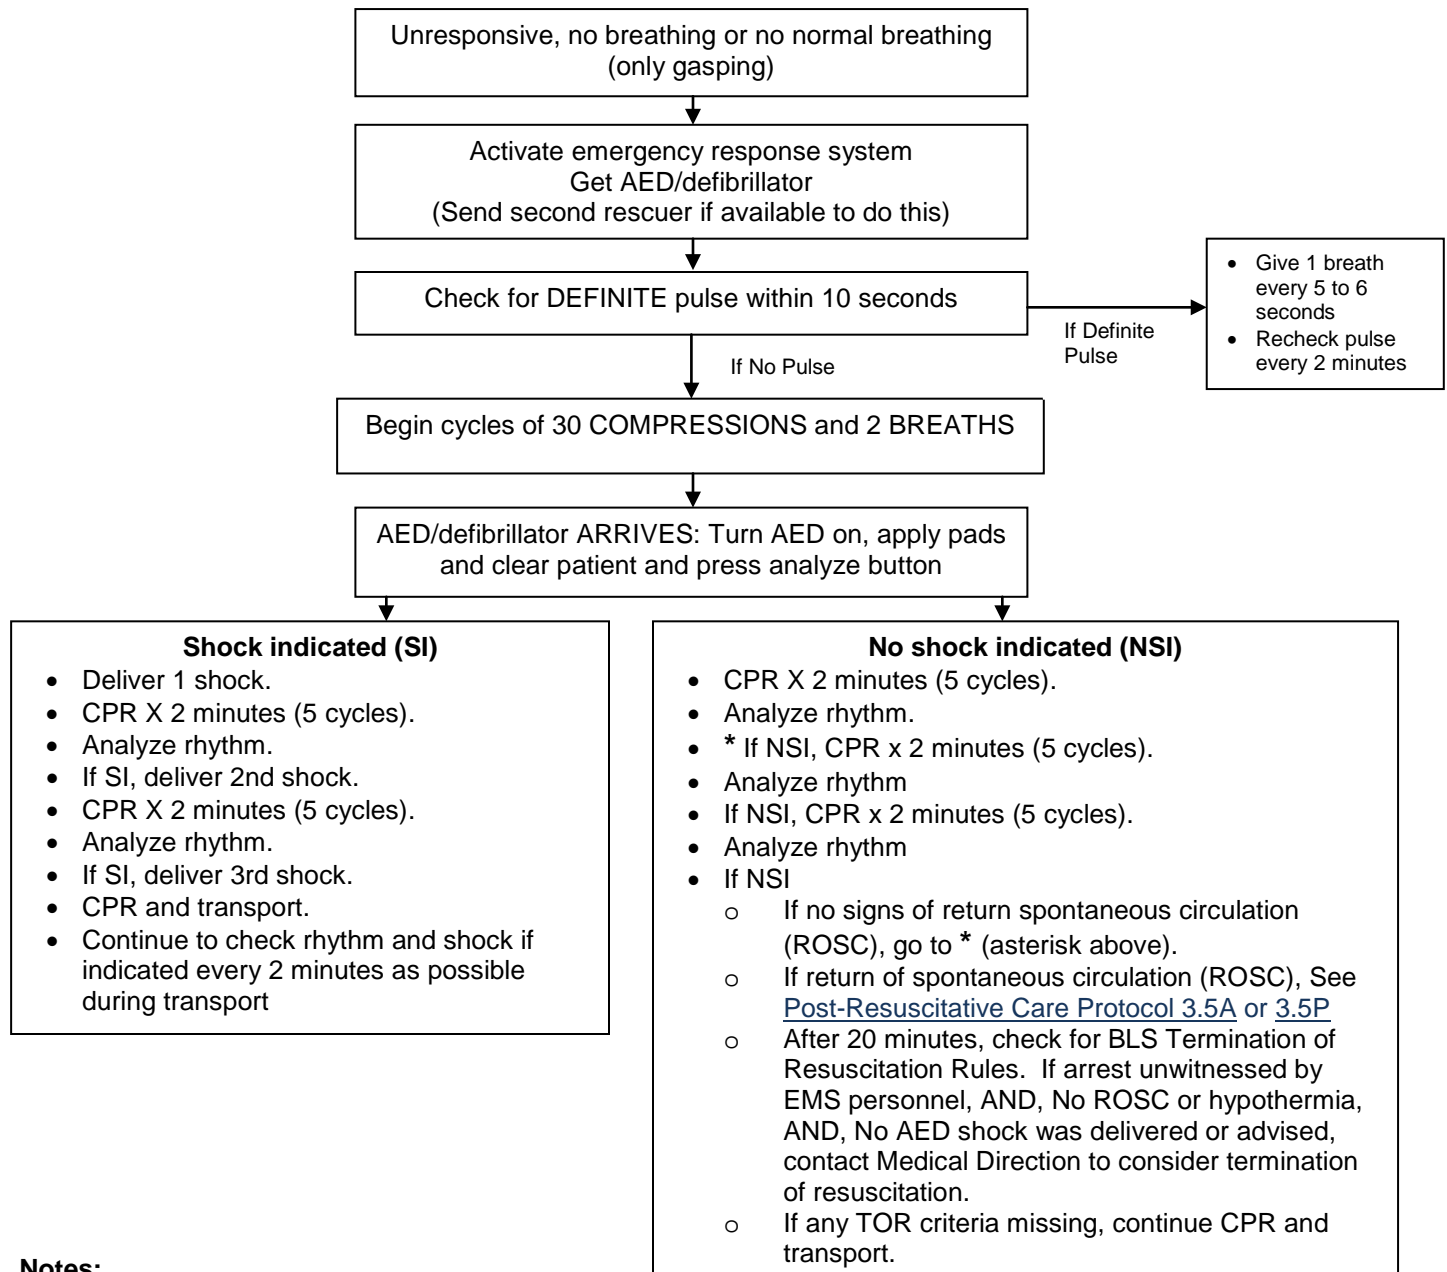 Unresponsive, no breathing or no normal breathing
(only gasping)
Activate emergency response system
Get AED/defibrillator
(Send second rescuer if available to do this)
Check for DEFINITE pulse within 10 seconds
If Definite
Pulse
• Give 1 breath
every 5 to 6
seconds
• Recheck pulse
every 2 minutes
If No Pulse
Begin cycles of 30 COMPRESSIONS and 2 BREATHS
AED/defibrillator ARRIVES: Turn AED on, apply pads
and clear patient and press analyze button
Shock indicated (SI)
• Deliver 1 shock.
• CPR X 2 minutes (5 cycles).
• Analyze rhythm.
• If SI, deliver 2nd shock.
• CPR X 2 minutes (5 cycles).
• Analyze rhythm.
• If SI, deliver 3rd shock.
• CPR and transport.
• Continue to check rhythm and shock if
indicated every 2 minutes as possible
during transport
No shock indicated (NSI)
• CPR X 2 minutes (5 cycles).
• Analyze rhythm.
• * If NSI, CPR x 2 minutes (5 cycles).
• Analyze rhythm
• If NSI, CPR x 2 minutes (5 cycles).
• Analyze rhythm
• If NSI
o If no signs of return spontaneous circulation
(ROSC), go to * (asterisk above).
o If return of spontaneous circulation (ROSC), See
Post-Resuscitative Care Protocol 3.5A or 3.5P
o After 20 minutes, check for BLS Termination of
Resuscitation Rules.  If arrest unwitnessed by
EMS personnel, AND, No ROSC or hypothermia,
AND, No AED shock was delivered or advised,
contact Medical Direction to consider termination
of resuscitation.
o If any TOR criteria missing, continue CPR and
transport.
Notes: